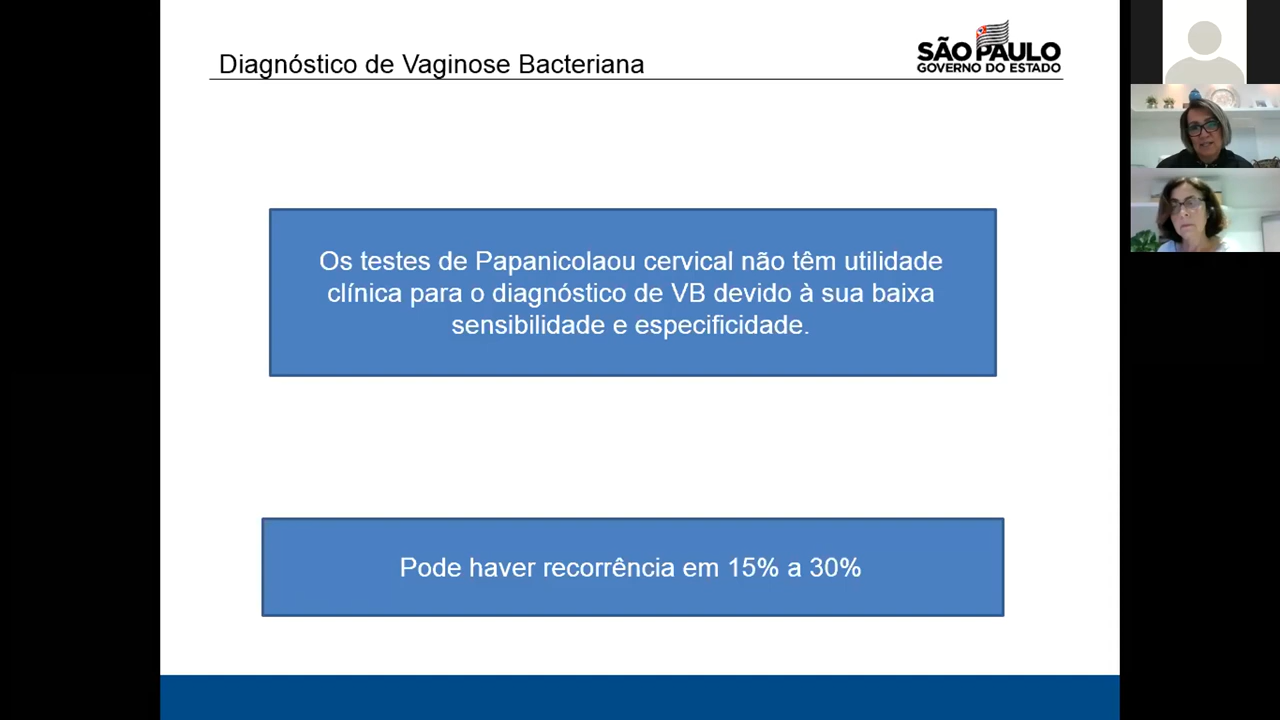 Diagnóstico de Vaginose Bacteriana
SÃO PAULO
GOVERNO DO ESTADO
Os testes de Papanicolaou cervical não têm utilidade
clínica para o diagnóstico de VB devido à sua baixa
sensibilidade e especificidade.
Pode haver recorrência em 15% a 30%